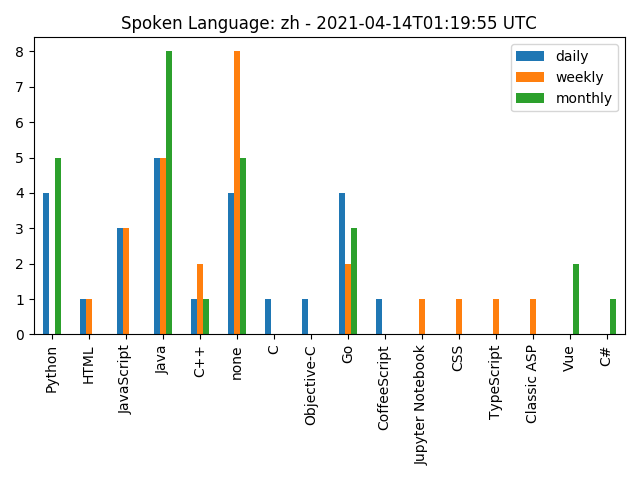 Spoken Language: zh - 2021-04-14T01:19:55 UTC
daily
weekly
monthly
8
7
6
5
4
3
2
1
0
Python
HTML
JavaScript
Java
C++
none
C
Objective-C
Go
CoffeeScript
Jupyter Notebook
CSS
TypeScript
Classic ASP
Vue
C#